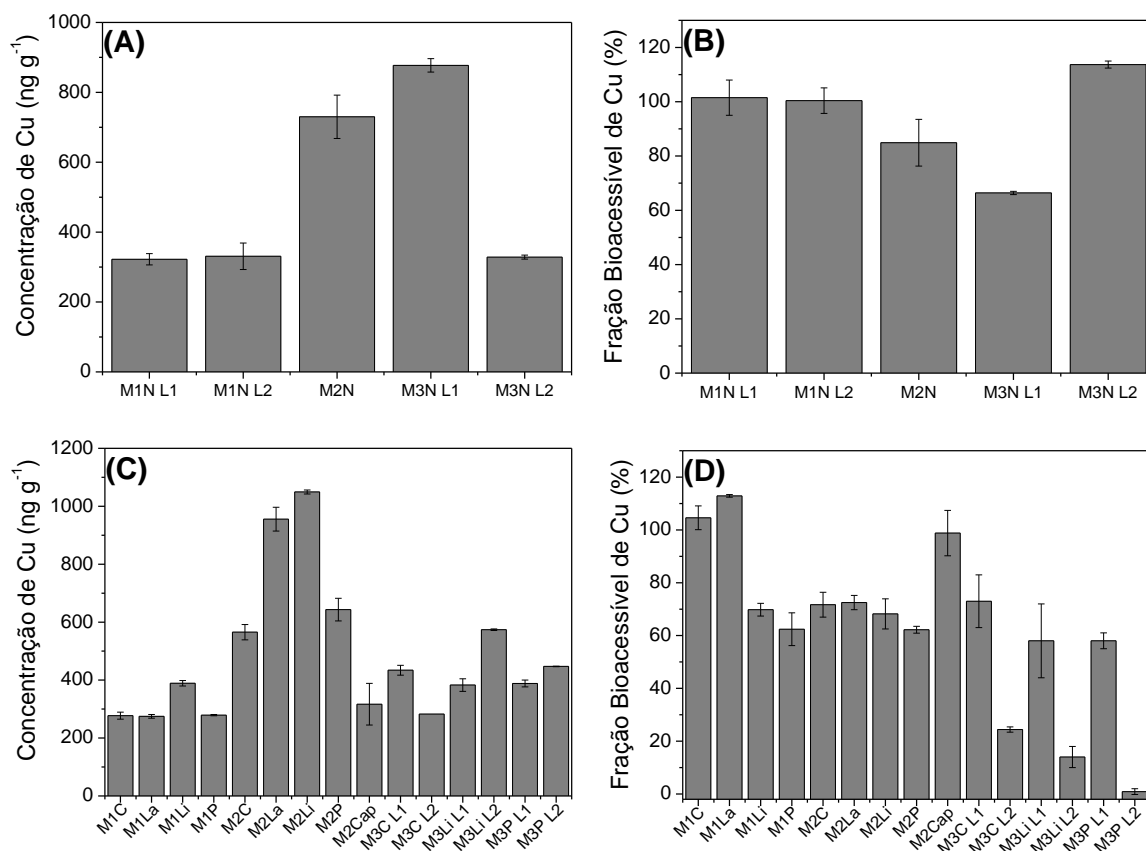 (A)
Concentração de Cu (ng g-1)
1000
800
600
400
200
0
M1N L1 M1N L2 M2N M3N L1 M3N L2
(B)
Fração Bioacessível de Cu (%)
120
100
80
60
40
20
0
M1N L1 M1N L2 M2N M3N L1 M3N L2
(C)
Concentração de Cu (ng g-1)
1200
1000
800
600
400
200
0
M1C M1La M1Li M1P M2C M2La M2Li M2P M2Cap M3C L1 M3C L2 M3Li L1 M3Li L2 M3P L1 M3P L2
(D)
Fração Bioacessível de Cu (%)
120
100
80
60
40
20
0
M1C M1La M1Li M1P M2C M2La M2Li M2P M2Cap M3C L1 M3C L2 M3Li L1 M3Li L2 M3P L1 M3P L2